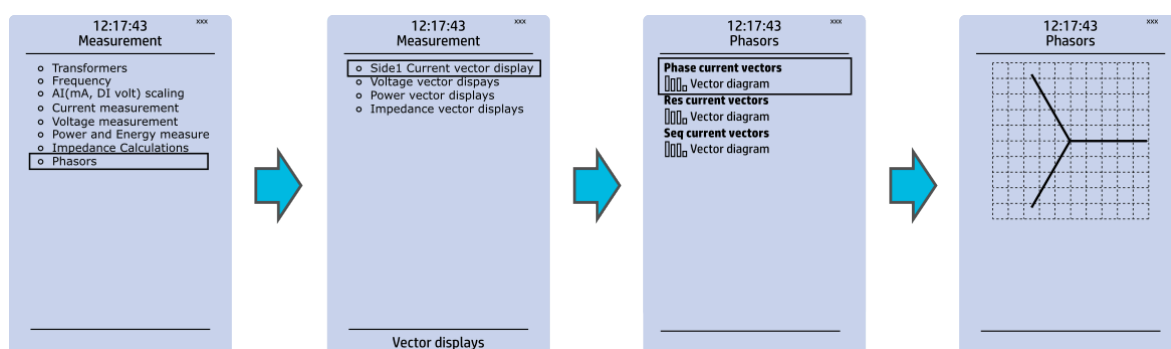 12:17:43
xxx
Measurement
Transformers
Frequency
AI(mA, DI volt) scaling
Current measurement
Voltage measurement
Power and Energy measure
Impedance Calculations
Phasors
12:17:43
xxx
Measurement
Side1 Current vector display
Voltage vector dispays
Power vector displays
Impedance vector displays
Vector displays
12:17:43
xxx
Phasors
Phase current vectors
Vector diagram
Res current vectors
Vector diagram
Seq current vectors
Vector diagram
12:17:43
xxx
Phasors